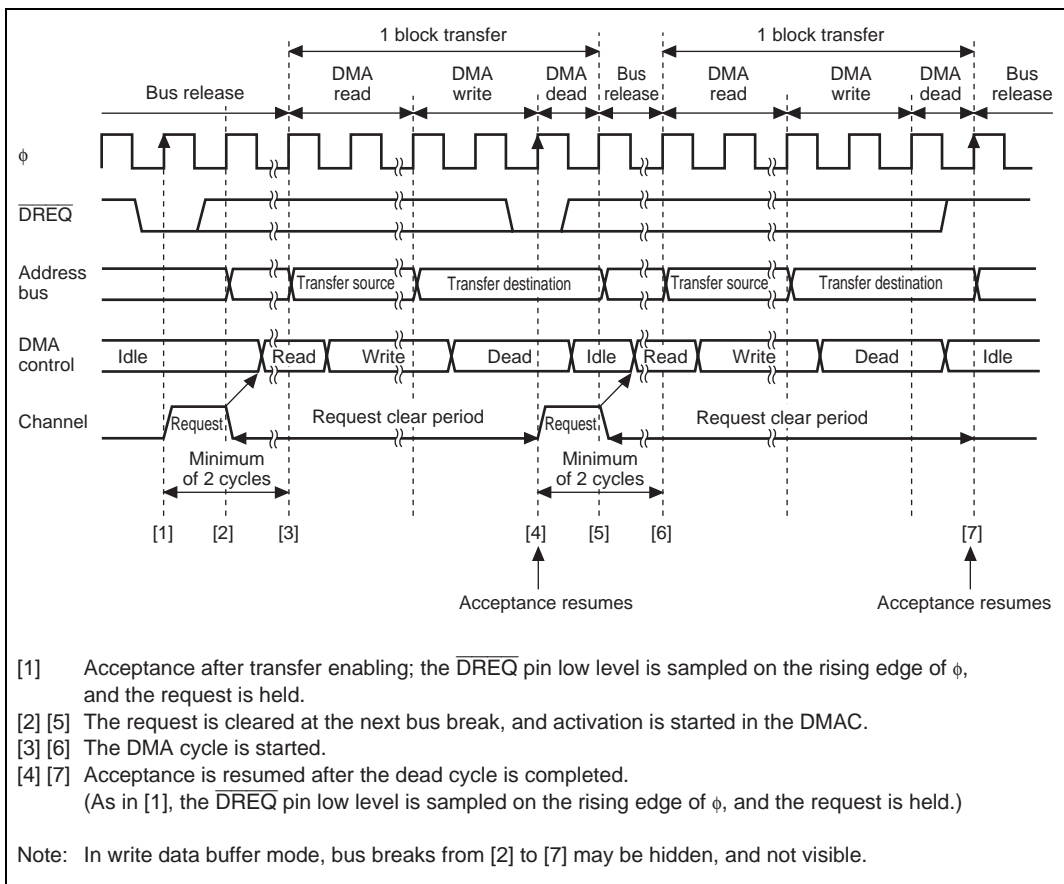 1 block transfer 1 block transfer
DMA read DMA write DMA dead Bus release DMA read DMA write DMA dead Bus release
Bus release
φ
DREQ
Address bus Transfer source Transfer destination Transfer source Transfer destination
DMA control Idle Read Write Dead Idle Read Write Dead Idle
Channel Request Request clear period Request Request clear period
Minimum of 2 cycles Minimum of 2 cycles
[1] [2] [3] [4] [5] [6] [7]
Acceptance resumes Acceptance resumes
[1] Acceptance after transfer enabling; the DREQ pin low level is sampled on the rising edge of φ,
and the request is held.
[2] [5] The request is cleared at the next bus break, and activation is started in the DMAC.
[3] [6] The DMA cycle is started.
[4] [7] Acceptance is resumed after the dead cycle is completed.
(As in [1], the DREQ pin low level is sampled on the rising edge of φ, and the request is held.)
Note: In write data buffer mode, bus breaks from [2] to [7] may be hidden, and not visible.